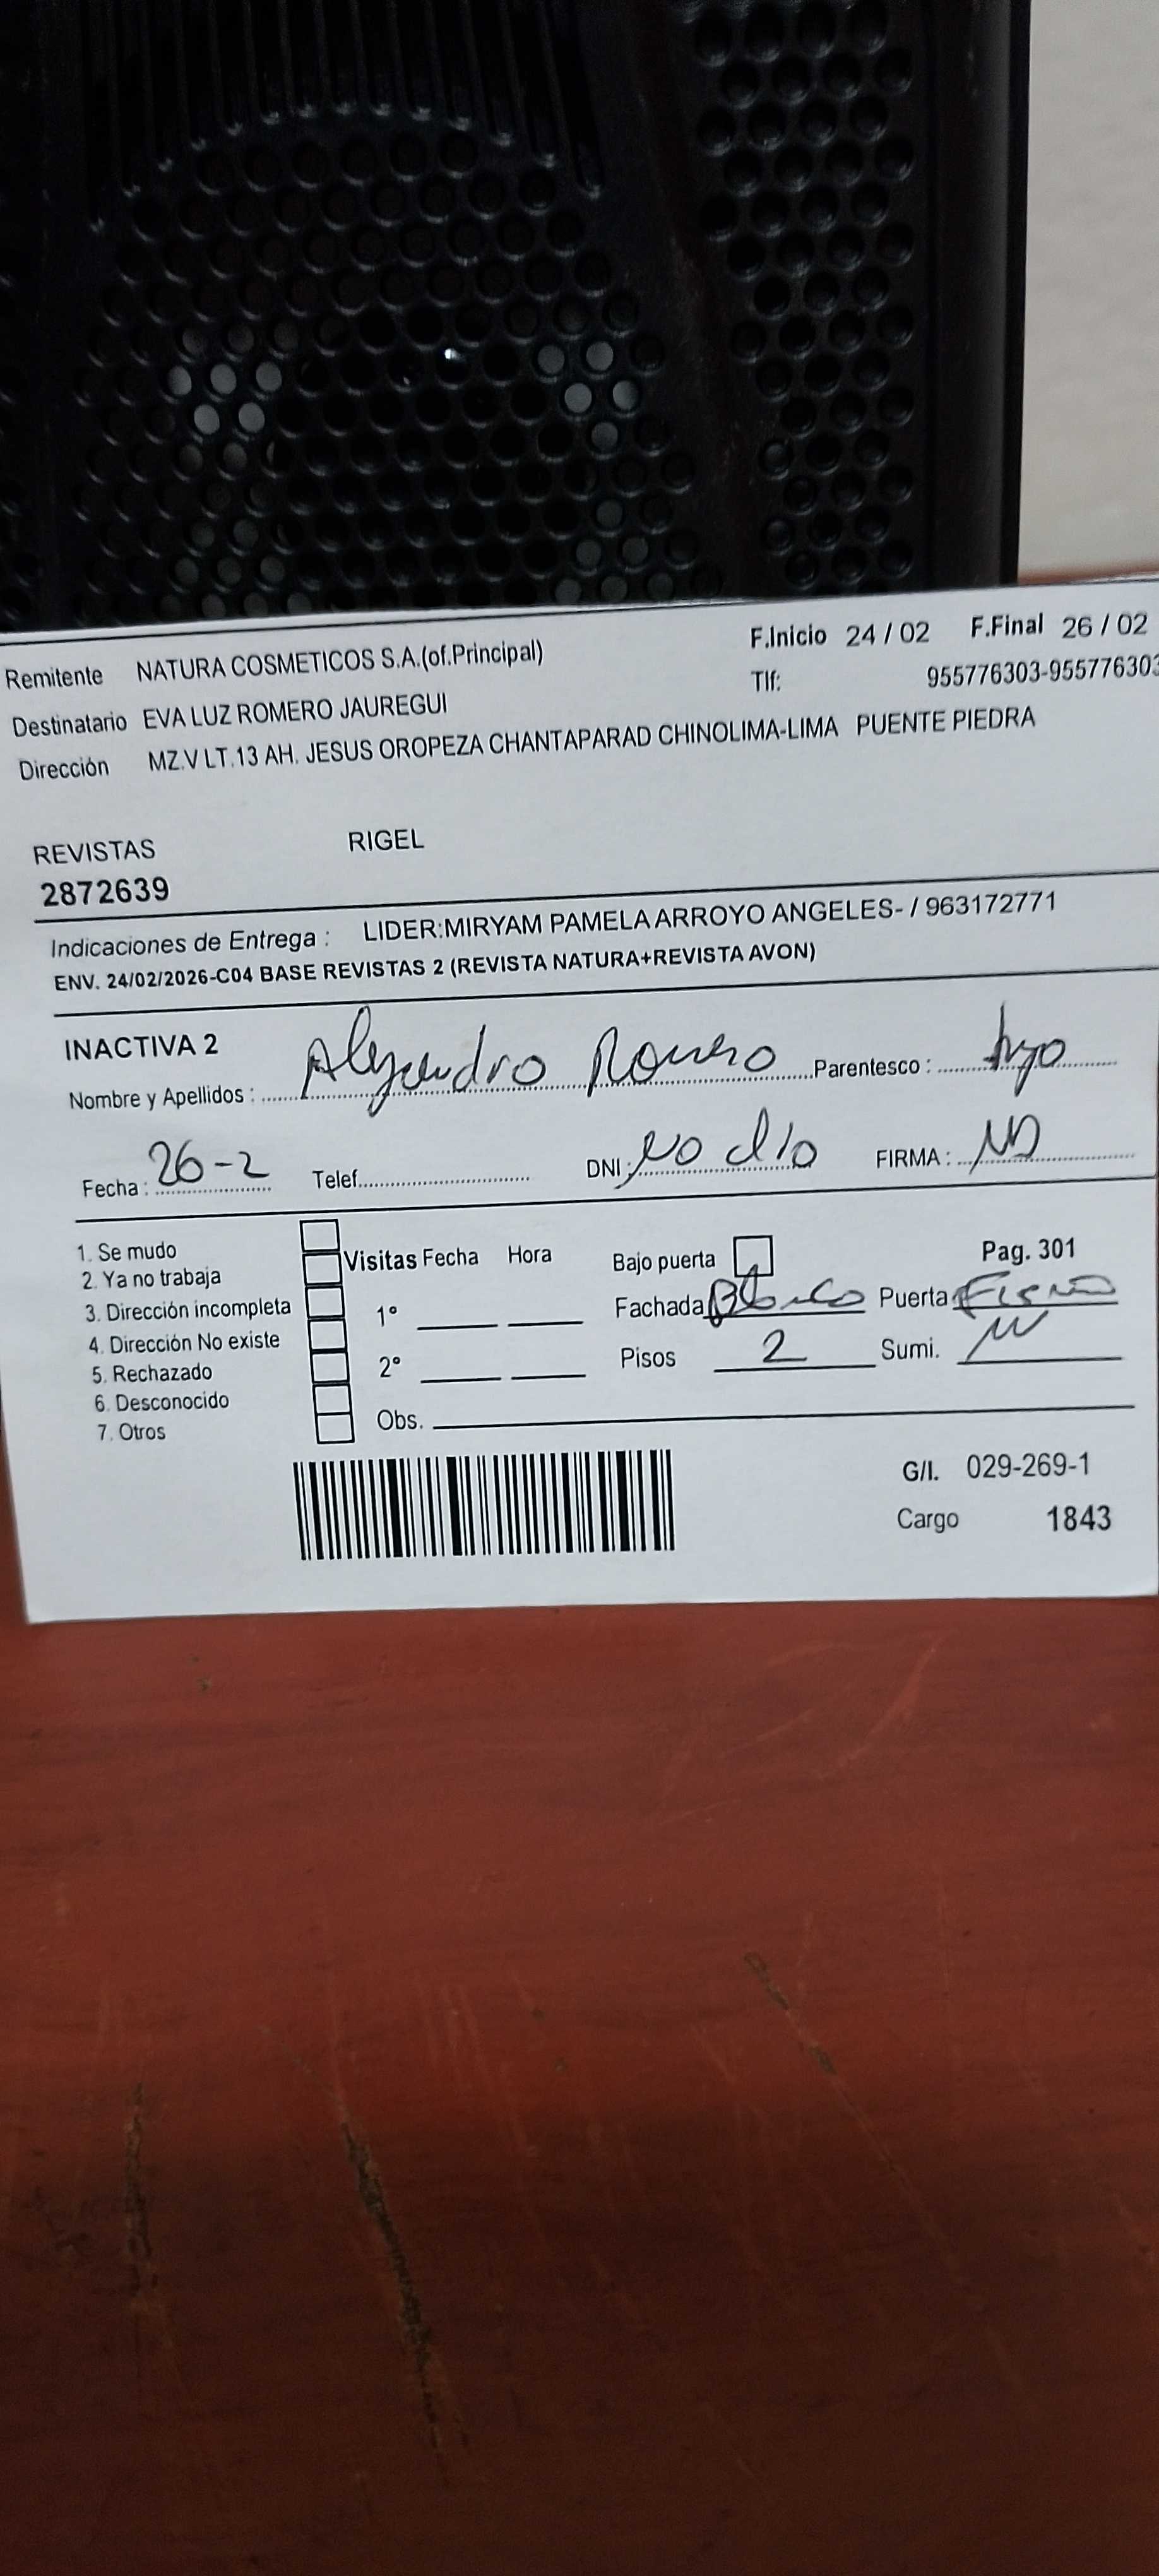 F.Inicio 24 / 02 F.Final 26 / 02
Remitente NATURA COSMETICOS S.A.(of.Principal)
Tlf: 955776303-955776303
Destinatario EVA LUZ ROMERO JAUREGUI
Dirección MZ.V LT.13 AH. JESUS OROPEZA CHANTAPARAD CHINOLIMA-LIMA PUENTE PIEDRA
REVISTAS RIGEL
2872639
Indicaciones de Entrega : LIDER:MIRYAM PAMELA ARROYO ANGELES- / 963172771
ENV. 24/02/2026-C04 BASE REVISTAS 2 (REVISTA NATURA+REVISTA AVON)
INACTIVA 2
Nombre y Apellidos : Alejandro Romero Parentesco : hijo
Fecha : 26-2 Telef. DNI : NO dio FIRMA : ND
1. Se mudo
2. Ya no trabaja
3. Dirección incompleta
4. Dirección No existe
5. Rechazado
6. Desconocido
7. Otros
Visitas Fecha Hora
1°
2°
Obs.
Bajo puerta
Fachada Blanco Puerta Fierro
Pisos 2 Sumi.
Pag. 301
G/I. 029-269-1
Cargo 1843